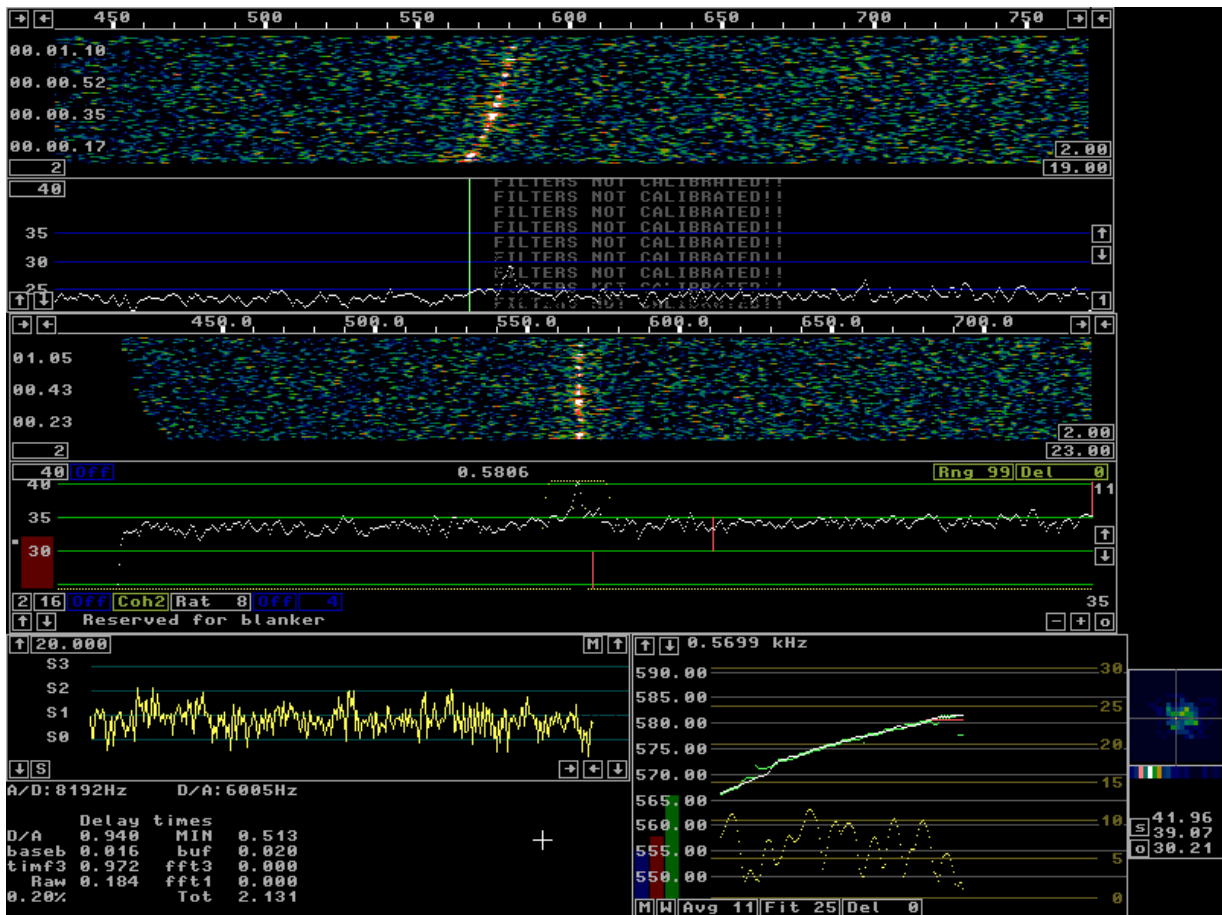 450 500 550 600 650 700 750
00.01.10
00.00.52
00.00.35
00.00.17
2.00
2 19.00
40
FILTERS NOT CALIBRATED!!
FILTERS NOT CALIBRATED!!
FILTERS NOT CALIBRATED!!
FILTERS NOT CALIBRATED!!
35 FILTERS NOT CALIBRATED!!
FILTERS NOT CALIBRATED!!
30 FILTERS NOT CALIBRATED!!
FILTERS NOT CALIBRATED!!
25 FILTERS NOT CALIBRATED!!
1
450.0 500.0 550.0 600.0 650.0 700.0
01.05
00.43
00.23
2.00
2 23.00
40 Off 0.5806 Rng 99 Del 0
40 11
35
30
2 16 Off Coh2 Rat 8 Off 4 35
Reserved for blanker - + o
20.000 M
S3
S2
S1
S0
S
A/D:8192Hz D/A:6005Hz
Delay times
D/A 0.940 MIN 0.513
baseb 0.016 buf 0.020
timf3 0.972 fft3 0.000
Raw 0.184 fft1 0.000
0.20% Tot 2.131
0.5699 kHz
590.00 30
585.00 25
580.00
575.00 20
570.00 15
565.00
560.00 10
555.00 5
550.00
0
M W Avg 11 Fit 25 Del 0
41.96
S 39.07
O 30.21